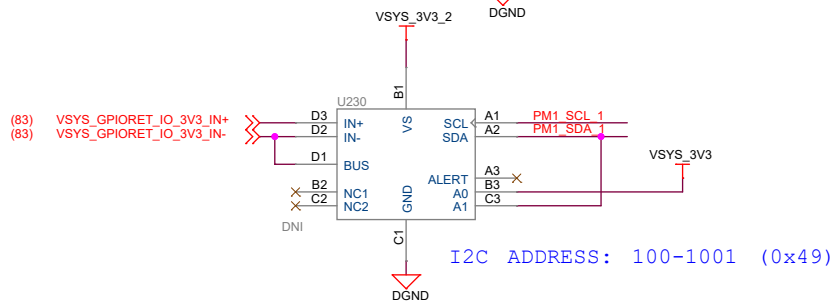 DGND
VSYS_3V3_2
U230
B1
VS
(83) VSYS_GPIORET_IO_3V3_IN+ D3 IN+ SCL A1 PM1_SCL_1
(83) VSYS_GPIORET_IO_3V3_IN- D2 IN- SDA A2 PM1_SDA_1
D1 BUS
VSYS_3V3
ALERT A3
B2 NC1 A0 B3
C2 NC2 A1 C3
GND
DNI
C1
I2C ADDRESS: 100-1001 (0x49)
DGND